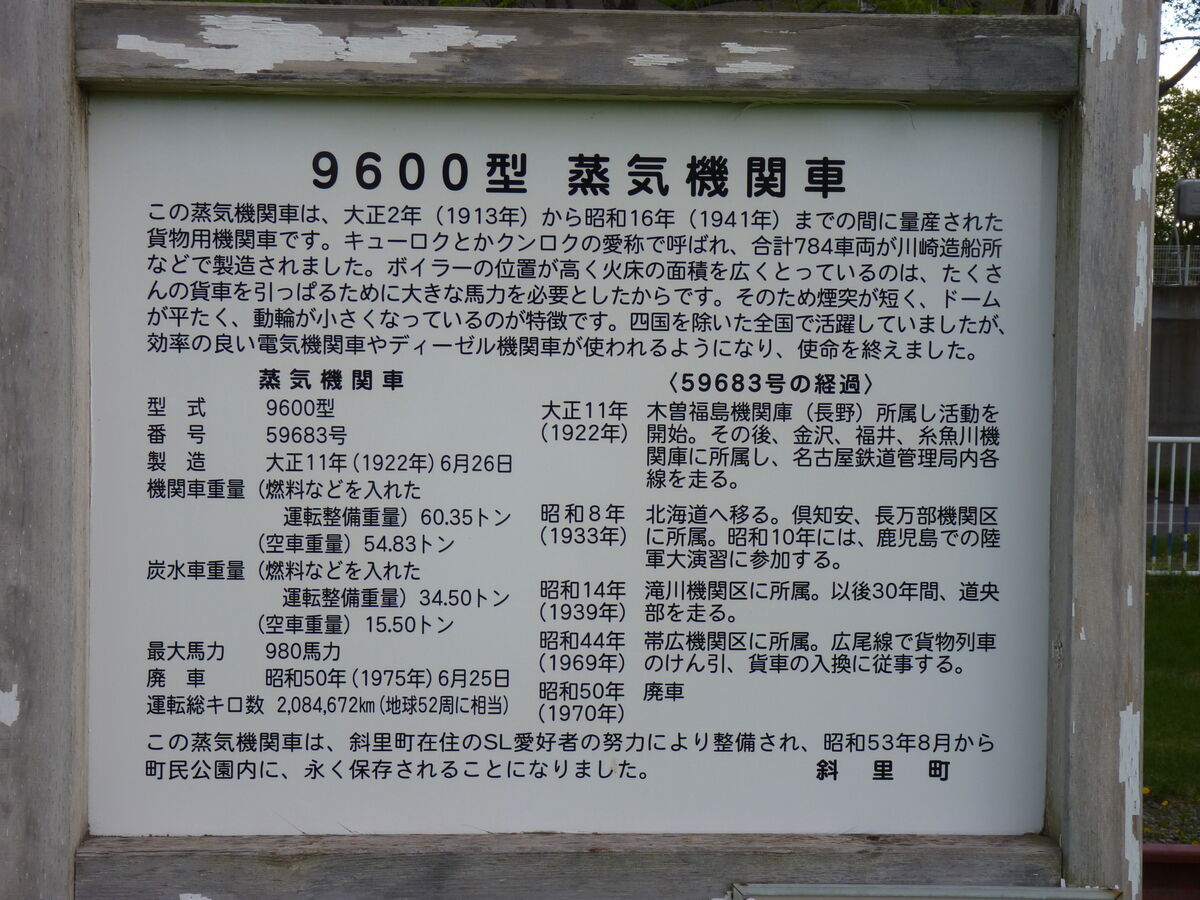 9600型 蒸気機関車
この蒸気機関車は、大正2年（1913年）から昭和16年（1941年）までの間に量産された
貨物用機関車です。キューロクとかクンロクの愛称で呼ばれ、合計784車両が川崎造船所
などで製造されました。ボイラーの位置が高く火床の面積を広くとっているのは、たくさ
んの貨車を引っぱるために大きな馬力を必要としたからです。そのため煙突が短く、ドーム
が平たく、動輪が小さくなっているのが特徴です。四国を除いた全国で活躍していましたが、
効率の良い電気機関車やディーゼル機関車が使われるようになり、使命を終えました。
蒸気機関車
型式 9600型
番号 59683号
製造 大正11年（1922年）6月26日
機関車重量（燃料などを入れた
運転整備重量）60.35トン
（空車重量）54.83トン
炭水車重量（燃料などを入れた
運転整備重量）34.50トン
（空車重量）15.50トン
最大馬力 980馬力
廃車 昭和50年（1975年）6月25日
運転総キロ数 2,084,672km（地球52周に相当）
〈59683号の経過〉
大正11年 木曽福島機関庫（長野）所属し活動を
（1922年）開始。その後、金沢、福井、糸魚川機
関庫に所属し、名古屋鉄道管理局内各
線を走る。
昭和8年 北海道へ移る。倶知安、長万部機関区
（1933年）に所属。昭和10年には、鹿児島での陸
軍大演習に参加する。
昭和14年 滝川機関区に所属。以後30年間、道央
（1939年）部を走る。
昭和44年 帯広機関区に所属。広尾線で貨物列車
（1969年）のけん引、貨車の入換に従事する。
昭和50年 廃車
（1970年）
この蒸気機関車は、斜里町在住のSL愛好者の努力により整備され、昭和53年8月から
町民公園内に、永く保存されることになりました。 斜里町